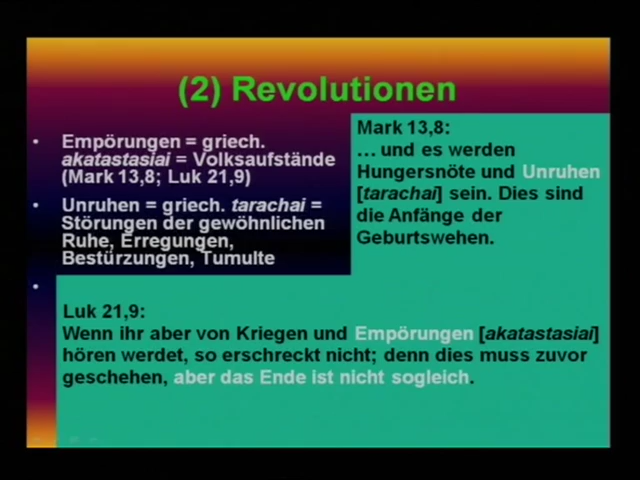 (2) Revolutionen
• Empörungen = griech.
akatastasiai = Volksaufstände
(Mark 13,8; Luk 21,9)
• Unruhen = griech. tarachai =
Störungen der gewöhnlichen
Ruhe, Erregungen,
Bestürzungen, Tumulte
•
Mark 13,8:
… und es werden
Hungersnöte und Unruhen
[tarachai] sein. Dies sind
die Anfänge der
Geburtswehen.
Luk 21,9:
Wenn ihr aber von Kriegen und Empörungen [akatastasiai]
hören werdet, so erschreckt nicht; denn dies muss zuvor
geschehen, aber das Ende ist nicht sogleich.